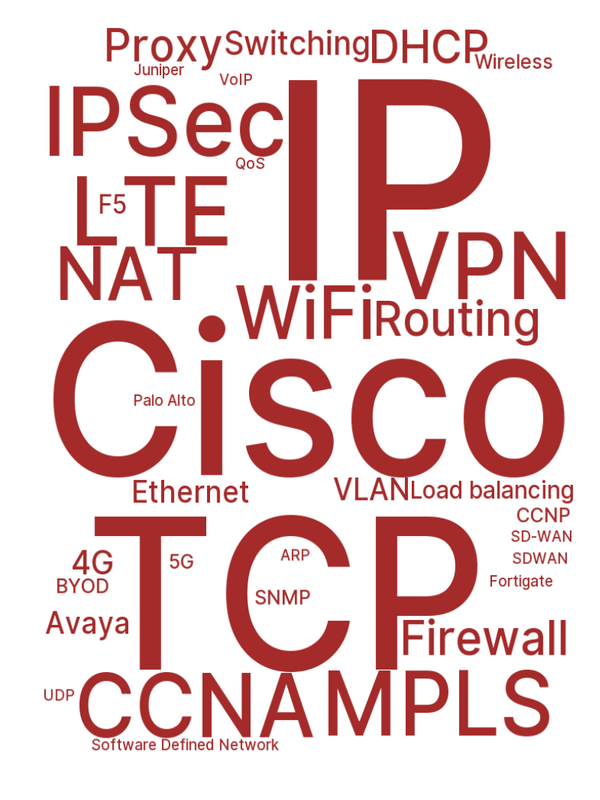 Proxy
Switching
DHCP
Wireless
Juniper
VoIP
IPSec
IP
QoS
LTE
F5
NAT
VPN
WiFi
Routing
Cisco
Palo Alto
Ethernet
VLAN
Load balancing
CCNP
TCP
SD-WAN
4G
5G
ARP
SDWAN
BYOD
SNMP
Fortigate
Avaya
Firewall
UDP
CCNA
MPLS
Software Defined Network